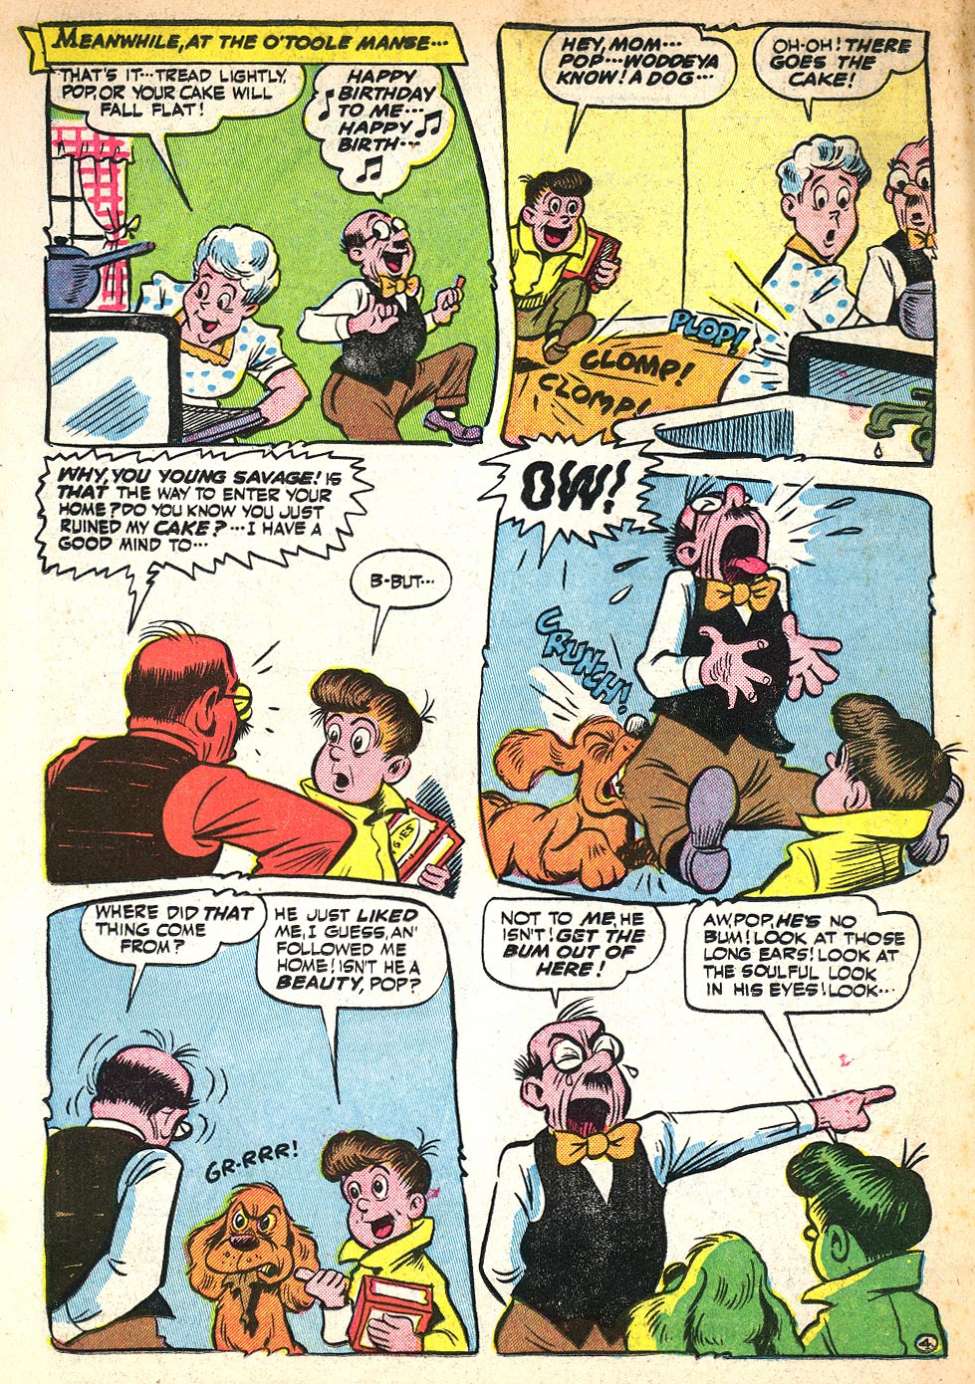 MEANWHILE, AT THE O'TOOLE MANSE...
THAT'S IT... TREAD LIGHTLY,
POP, OR YOUR CAKE WILL
FALL FLAT!
HAPPY
BIRTHDAY
TO ME...
HAPPY
BIRTH...
HEY, MOM...
POP... WODDEYA
KNOW! A DOG...
OH-OH! THERE
GOES THE
CAKE!
PLOP!
CLOMP!
CLOMP!
WHY, YOU YOUNG SAVAGE! IS
THAT THE WAY TO ENTER YOUR
HOME? DO YOU KNOW YOU JUST
RUINED MY CAKE? ... I HAVE A
GOOD MIND TO...
B-BUT...
OW!
CRUNCH!
WHERE DID THAT
THING COME
FROM?
HE JUST LIKED
ME, I GUESS, AN'
FOLLOWED ME
HOME! ISN'T HE A
BEAUTY, POP?
GR-RRR!
NOT TO ME, HE
ISN'T! GET THE
BUM OUT OF
HERE!
AW, POP, HE'S NO
BUM! LOOK AT THOSE
LONG EARS! LOOK AT
THE SOULFUL LOOK
IN HIS EYES! LOOK...
4